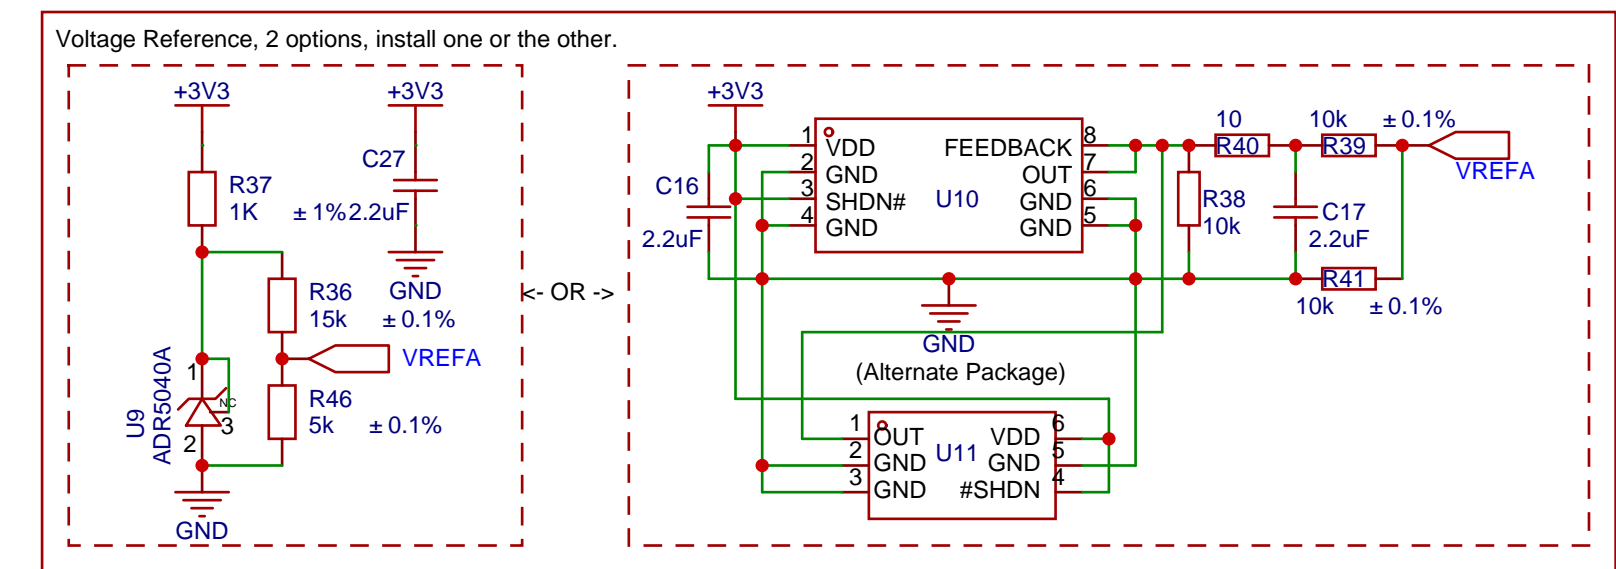 Voltage Reference, 2 options, install one or the other.
+3V3
+3V3
R37
1K
± 1%
C27
2.2uF
GND
R36
15k
± 0.1%
VREFA
R46
5k
± 0.1%
U9
ADR5040A
1
NC
3
2
GND
<- OR ->
+3V3
C16
2.2uF
1
VDD
2
GND
3
SHDN#
4
GND
U10
FEEDBACK
8
OUT
7
GND
6
GND
5
10
R40
10k
± 0.1%
R39
VREFA
R38
10k
C17
2.2uF
R41
10k
± 0.1%
GND
(Alternate Package)
1
OUT
2
GND
3
GND
U11
VDD
6
GND
5
#SHDN
4